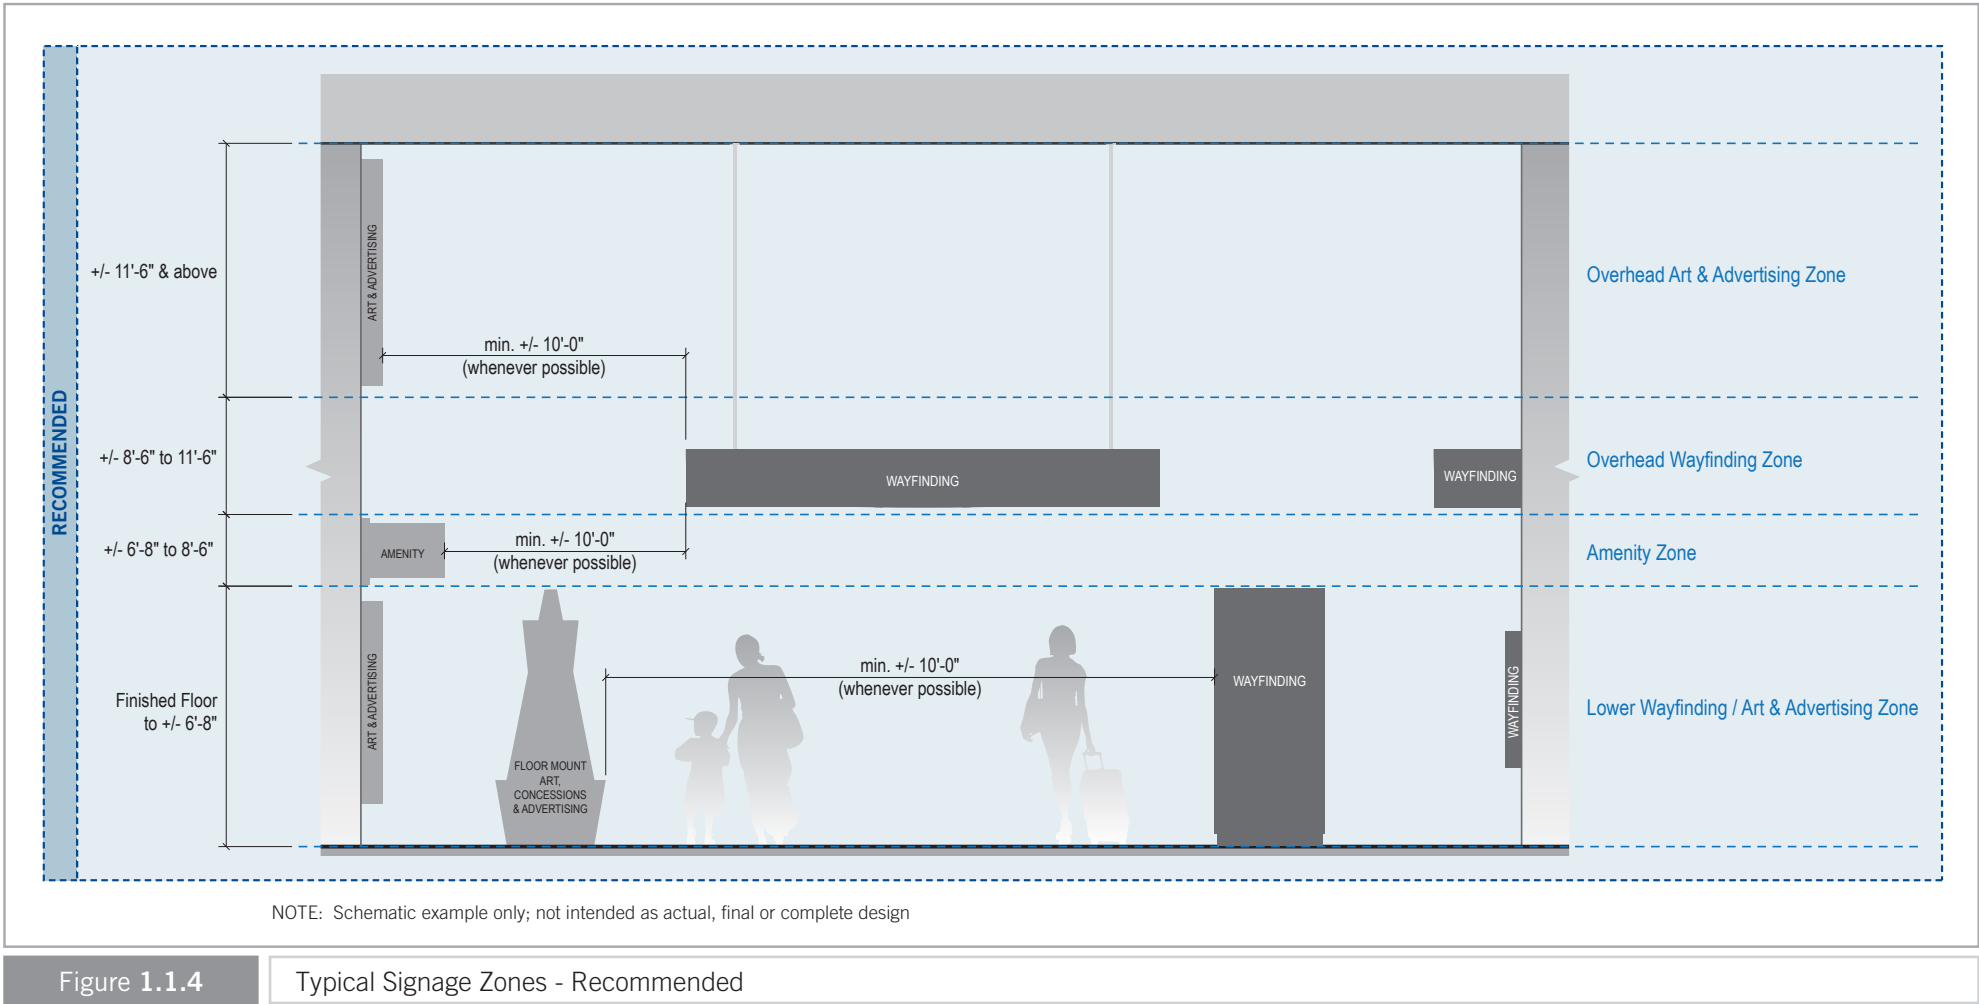 RECOMMENDED
+/- 11'-6" & above
ART & ADVERTISING
min. +/- 10'-0"
(whenever possible)
Overhead Art & Advertising Zone
+/- 8'-6" to 11'-6"
WAYFINDING
WAYFINDING
Overhead Wayfinding Zone
+/- 6'-8" to 8'-6"
AMENITY
min. +/- 10'-0"
(whenever possible)
Amenity Zone
Finished Floor
to +/- 6'-8"
ART & ADVERTISING
FLOOR MOUNT
ART,
CONCESSIONS
& ADVERTISING
min. +/- 10'-0"
(whenever possible)
WAYFINDING
WAYFINDING
Lower Wayfinding / Art & Advertising Zone
NOTE: Schematic example only; not intended as actual, final or complete design
Figure 1.1.4
Typical Signage Zones - Recommended